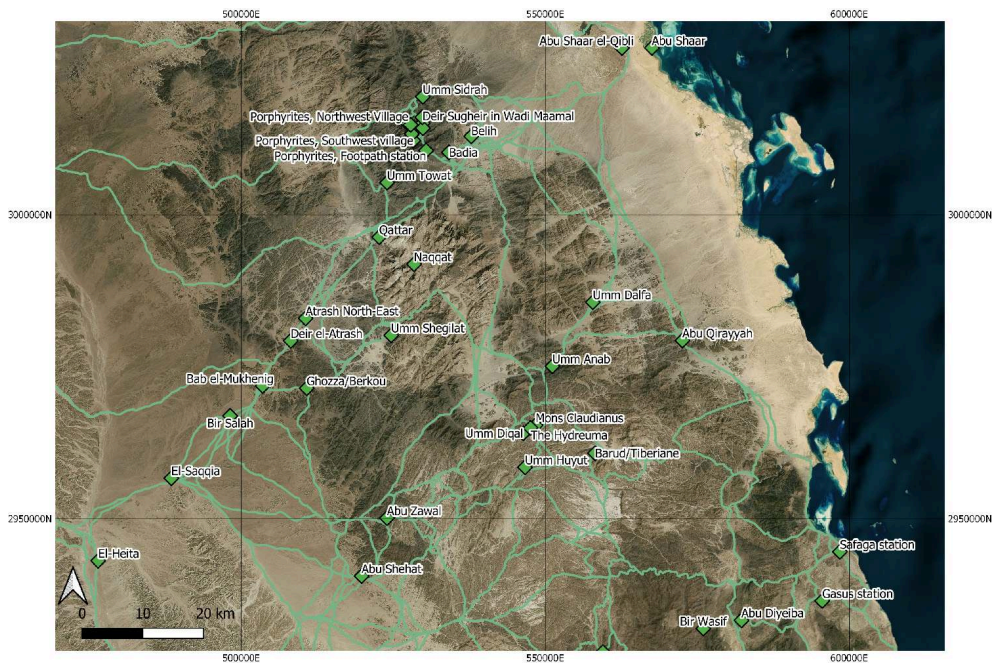 500000E
550000E
600000E
Abu Shaar el-Qibli
Abu Shaar
Umm Sidrah
Porphyrites, Northwest Village
Deir Sugheir in Wadi Maamal
Belih
Porphyrites, Southwest village
Porphyrites, Footpath station
Badia
Umm Towat
3000000N
3000000N
Qattar
Naqqat
Umm Dalfa
Atrash North-East
Deir el-Atrash
Umm Shegilat
Abu Qirayyah
Umm Anab
Bab el-Mukhenig
Ghozza/Berkou
Bir Salah
Mons Claudianus
Umm Diqal
The Hydreuma
Umm Huyut
Barud/Tiberiane
El-Saqqia
Abu Zawal
2950000N
2950000N
Safaga station
El-Heita
Abu Shehat
Gasus station
Abu Diyeiba
Bir Wasif
0 10 20 km
500000E
550000E
600000E